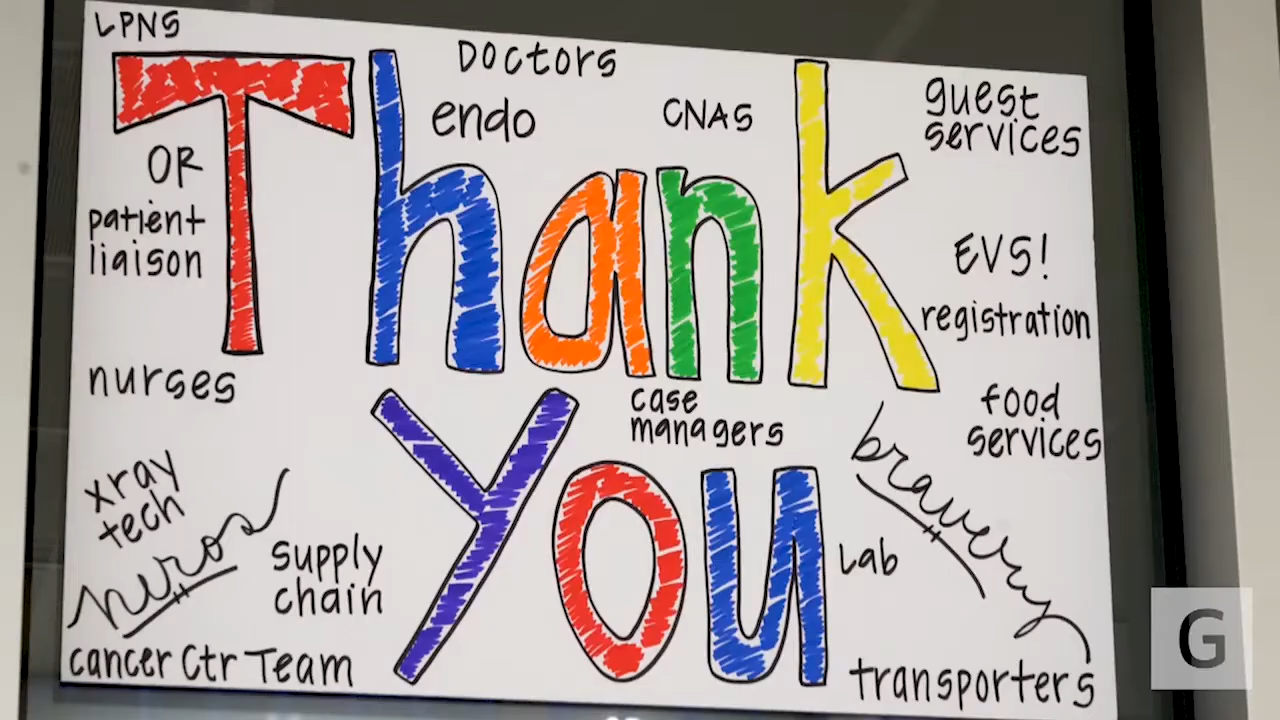 LPNS
Doctors
endo
CNAS
guest
services
Thank
OR
patient
liaison
EVS!
registration
nurses
case
managers
food
services
You
xray
tech
heros
bravery
supply
chain
Lab
cancer Ctr Team
transporters
G